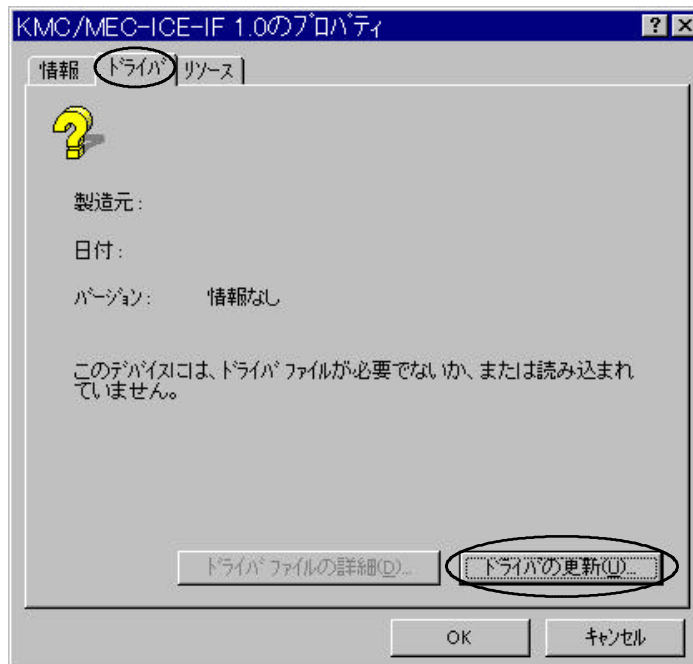 KMC/MEC-ICE-IF 1.0のプロパティ
情報 ドライバ リソース
製造元:
日付:
バージョン: 情報なし
このデバイスには、ドライバ ファイルが必要でないか、または読み込まれ
ていません。
ドライバ ファイルの詳細(D)... ドライバの更新(U)...
OK キャンセル